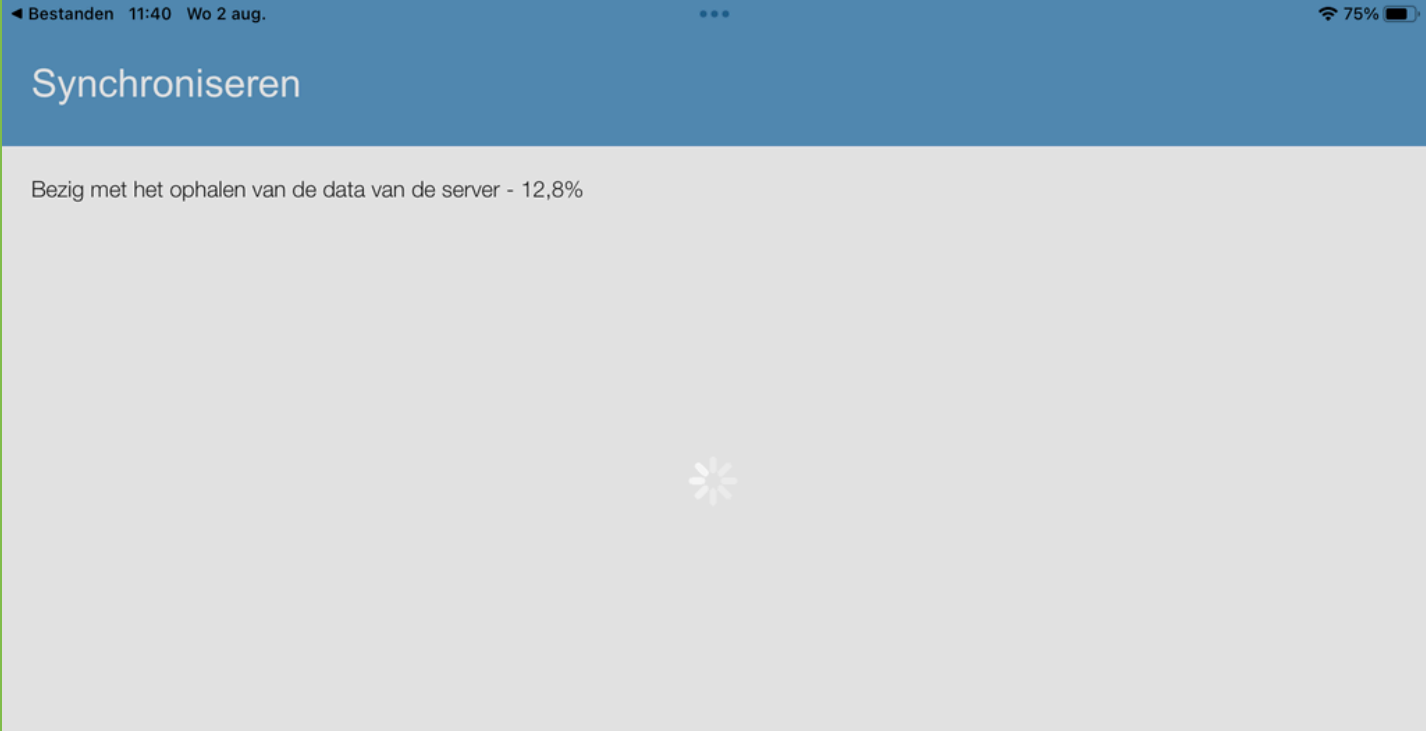 ◀ Bestanden 11:40 Wo 2 aug. 75%
Synchroniseren
Bezig met het ophalen van de data van de server - 12,8%